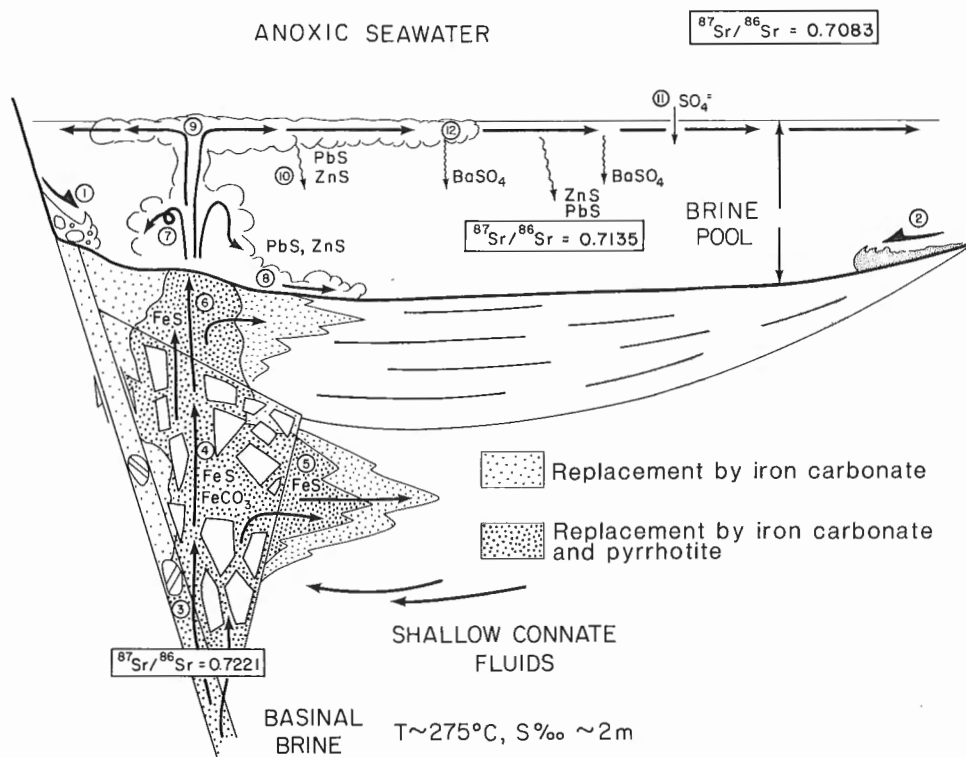 ANOXIC SEAWATER
⁸⁷Sr/⁸⁶Sr = 0.7083
⑪ SO₄⁼
⑨
⑫
①
PbS
ZnS
⑩
BaSO₄
ZnS
PbS
BaSO₄
BRINE
POOL
②
⑦
⁸⁷Sr/⁸⁶Sr = 0.7135
PbS, ZnS
⑧
⑥
FeS
④
FeS
FeCO₃
⑤
FeS
Replacement by iron carbonate
Replacement by iron carbonate
and pyrrhotite
③
SHALLOW CONNATE
FLUIDS
⁸⁷Sr/⁸⁶Sr = 0.7221
BASINAL
BRINE
T~275°C, S‰ ~2m